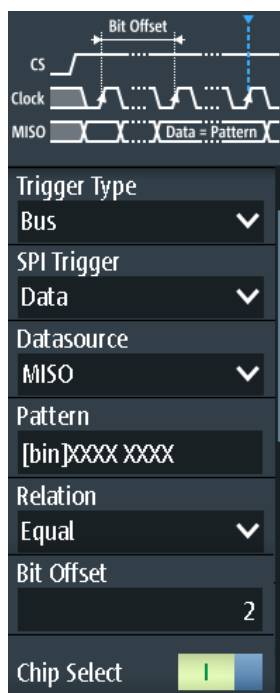 Bit Offset
CS
Clock
MISO
Data = Pattern
Trigger Type
Bus
SPI Trigger
Data
Datasource
MISO
Pattern
[bin]XXXX XXXX
Relation
Equal
Bit Offset
2
Chip Select
I